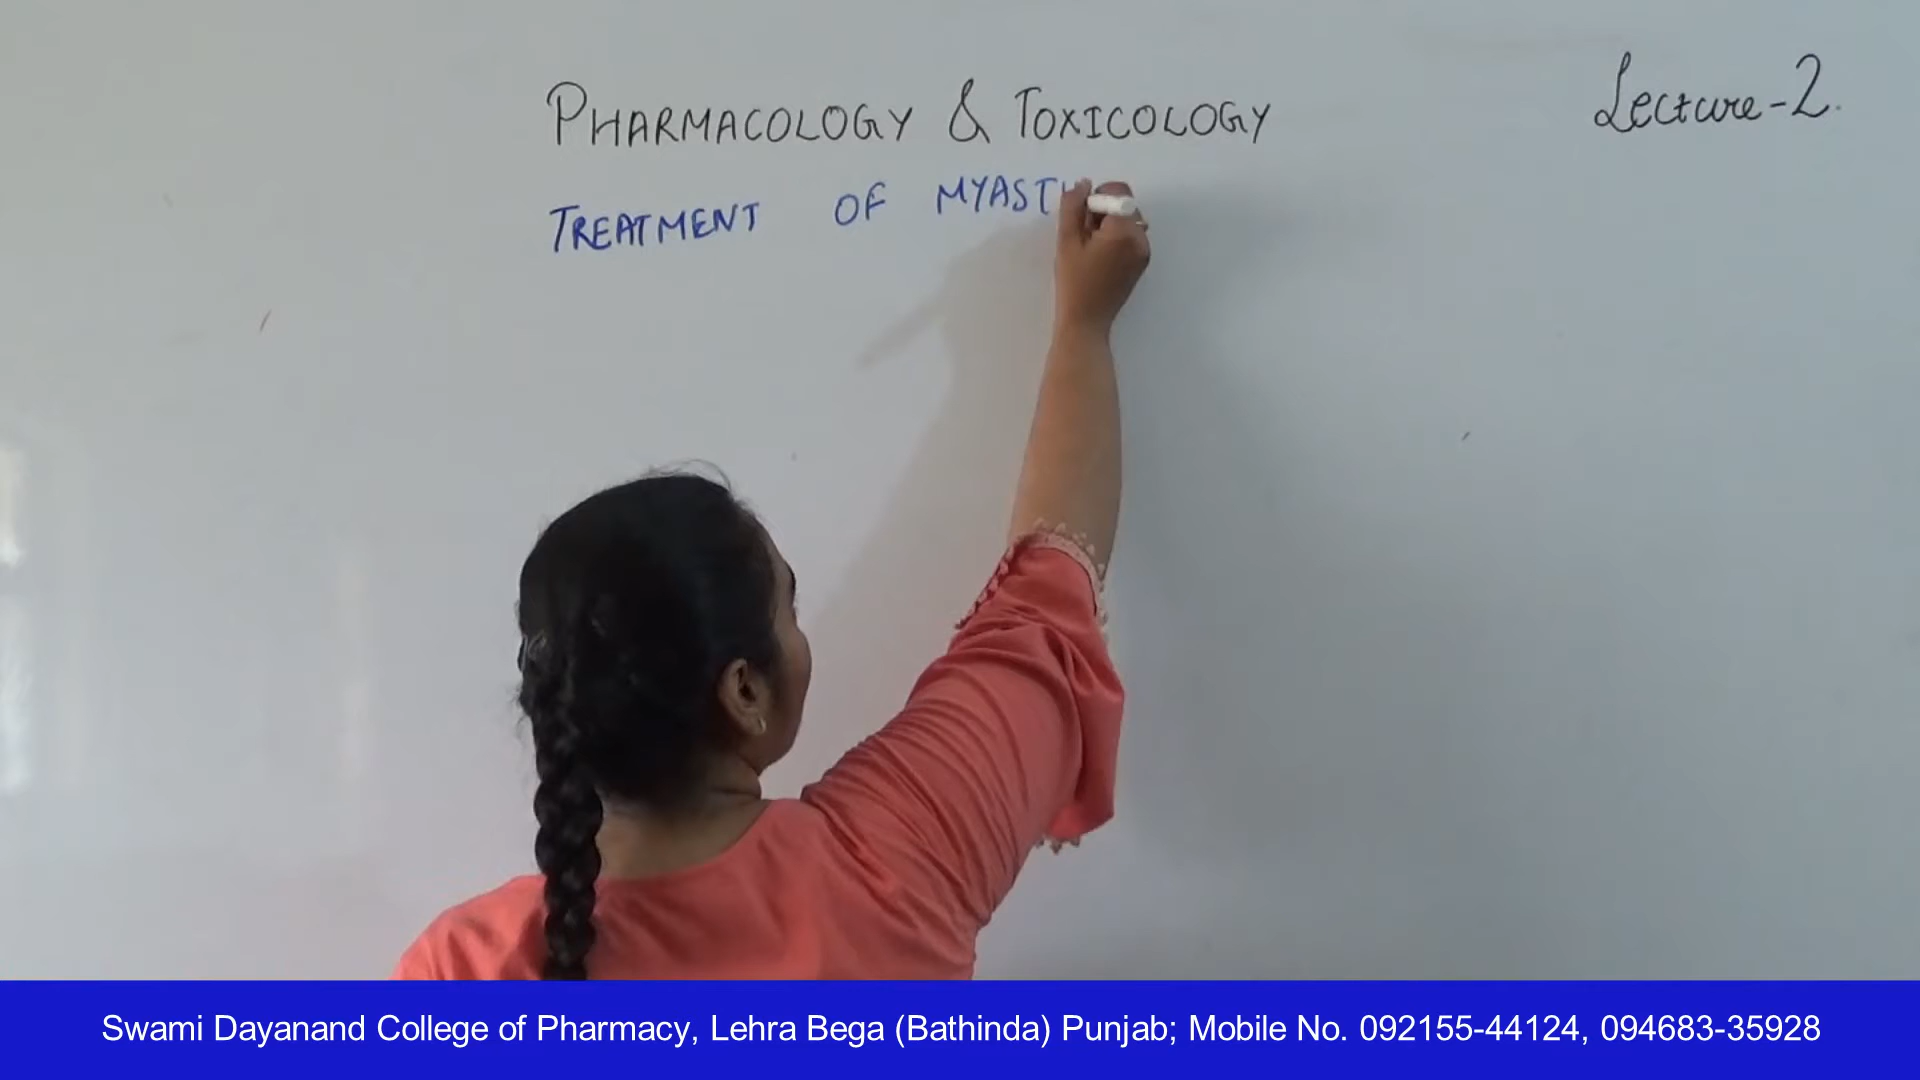 PHARMACOLOGY & TOXICOLOGY
Lecture-2.
TREATMENT OF MYAST
Swami Dayanand College of Pharmacy, Lehra Bega (Bathinda) Punjab; Mobile No. 092155-44124, 094683-35928